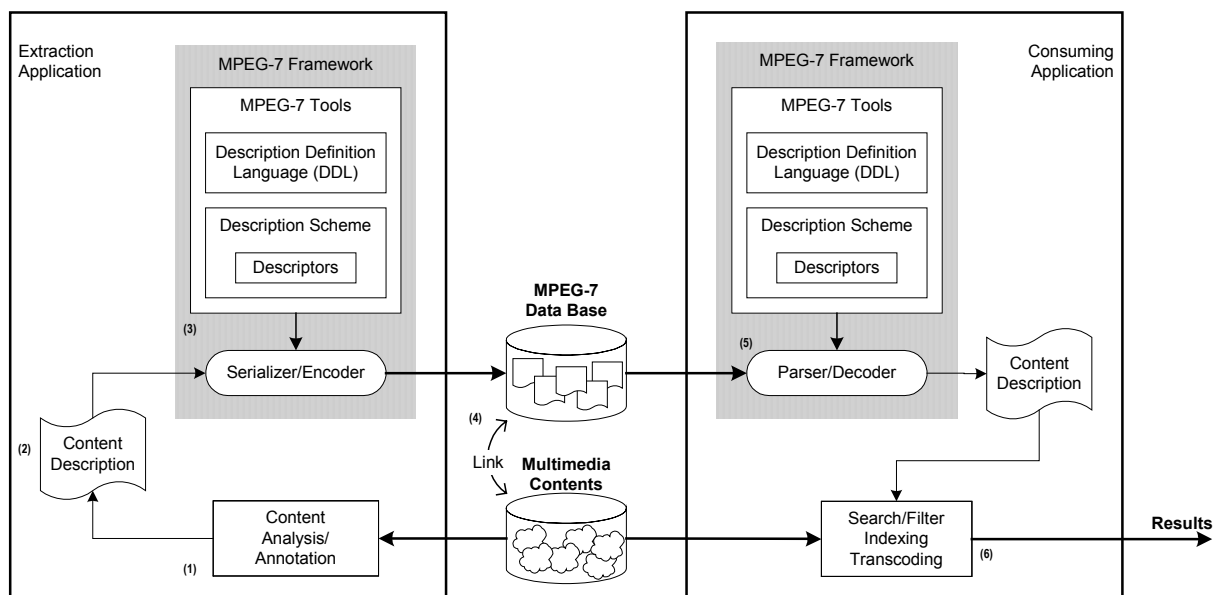 Extraction
Application
MPEG-7 Framework
MPEG-7 Tools
Description Definition
Language (DDL)
Description Scheme
Descriptors
(3)
Serializer/Encoder
(2)
Content
Description
(1)
Content
Analysis/
Annotation
MPEG-7
Data Base
(4)
Link
Multimedia
Contents
Consuming
Application
MPEG-7 Framework
MPEG-7 Tools
Description Definition
Language (DDL)
Description Scheme
Descriptors
(5)
Parser/Decoder
Content
Description
Search/Filter
Indexing
Transcoding
(6)
Results